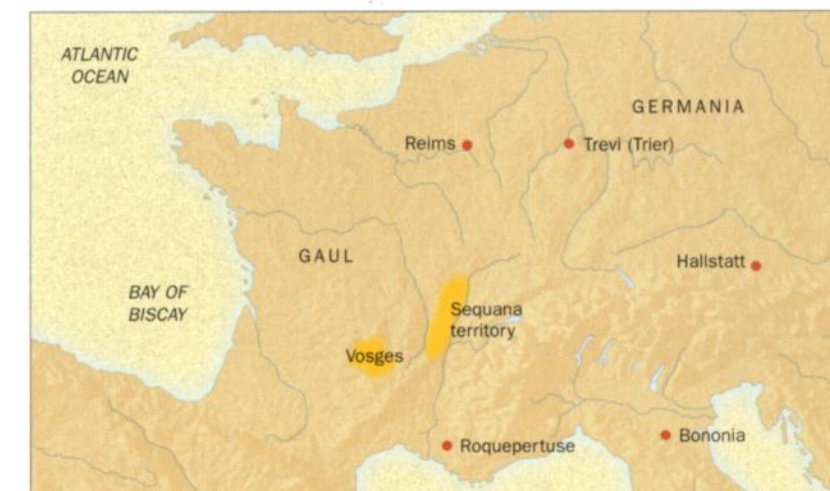 ATLANTIC
OCEAN
GERMANIA
Reims
Trevi (Trier)
GAUL
Hallstatt
BAY OF
BISCAY
Sequana
territory
Vosges
Roquepertuse
Bononia